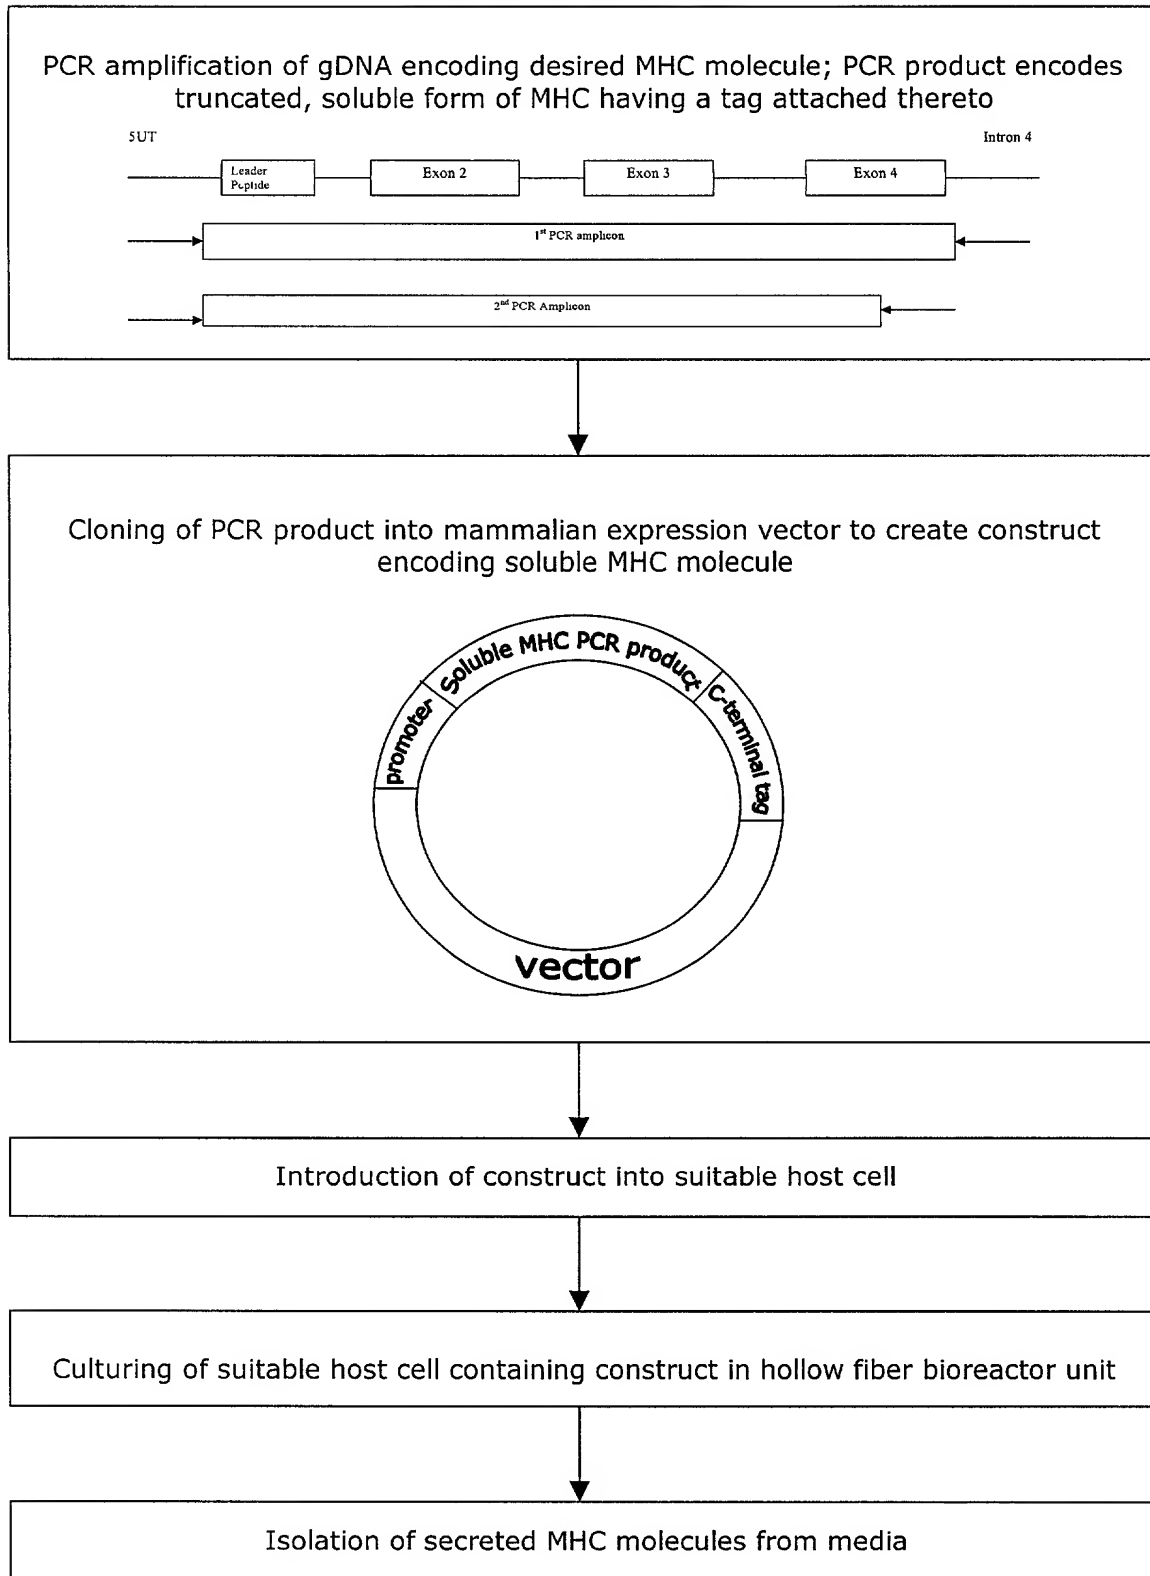 PCR amplification of gDNA encoding desired MHC molecule; PCR product encodes
truncated, soluble form of MHC having a tag attached thereto
5UT
Intron 4
Leader
Peptide
Exon 2
Exon 3
Exon 4
1st PCR amplicon
2nd PCR Amplicon
Cloning of PCR product into mammalian expression vector to create construct
encoding soluble MHC molecule
promoter
Soluble MHC PCR product
C-terminal tag
vector
Introduction of construct into suitable host cell
Culturing of suitable host cell containing construct in hollow fiber bioreactor unit
Isolation of secreted MHC molecules from media